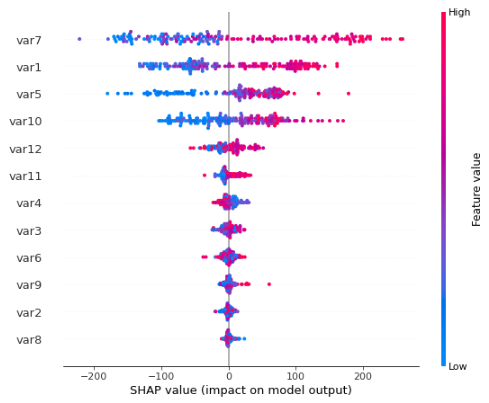 High
var7
var1
var5
var10
var12
var11
var4
var3
var6
var9
var2
var8
Feature value
Low
−200 −100 0 100 200
SHAP value (impact on model output)